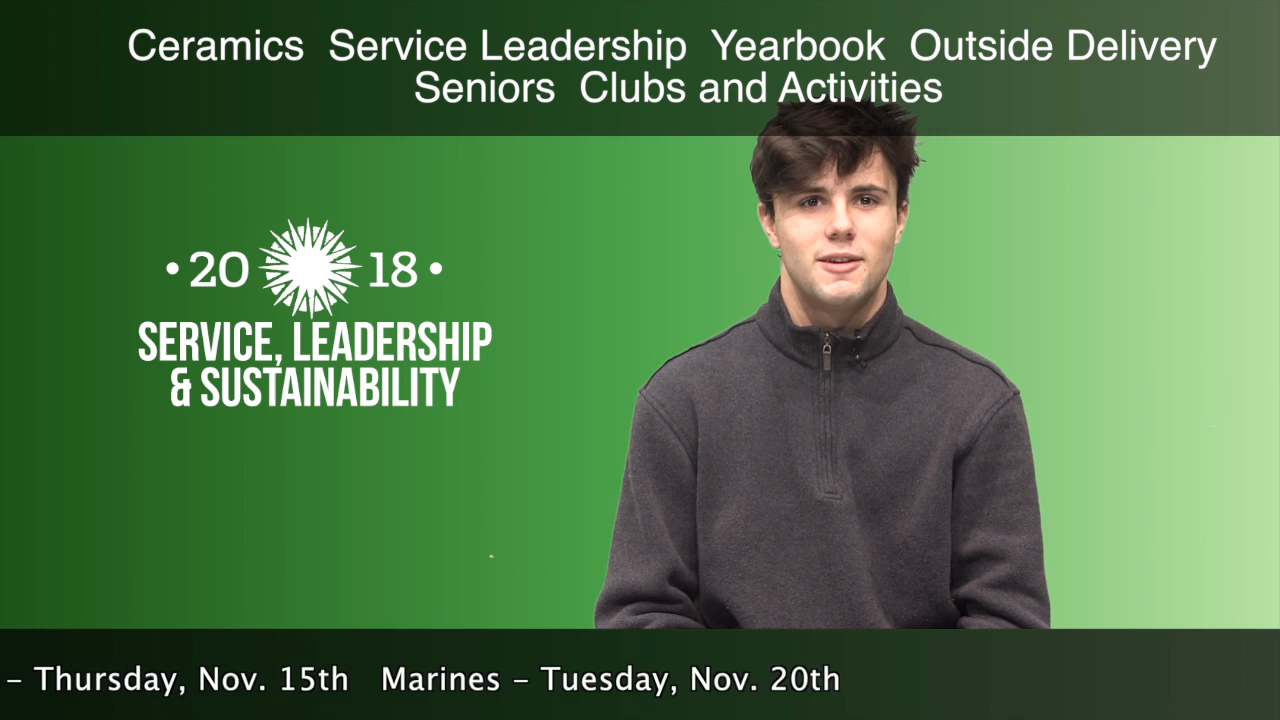 Ceramics Service Leadership Yearbook Outside Delivery
Seniors Clubs and Activities
• 20 18 •
SERVICE, LEADERSHIP
& SUSTAINABILITY
– Thursday, Nov. 15th Marines – Tuesday, Nov. 20th